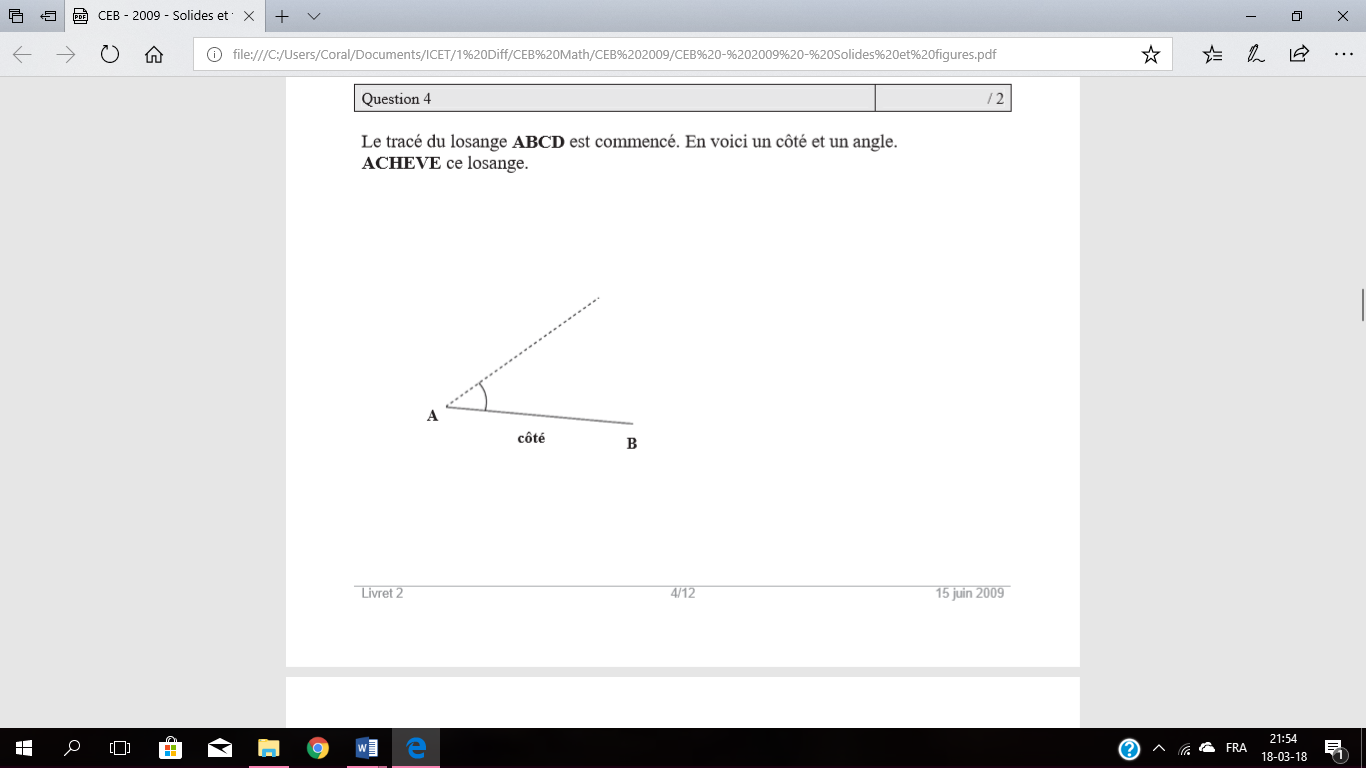 CEB - 2009 - Solides et
file:///C:/Users/Coral/Documents/ICET/1%20Diff/CEB%20Math/CEB%202009/CEB%20-%202009%20-%20Solides%20et%20figures.pdf
Question 4 / 2
Le tracé du losange ABCD est commencé. En voici un côté et un angle.
ACHEVE ce losange.
A
côté
B
Livret 2 4/12 15 juin 2009
FRA
21:54
18-03-18
1